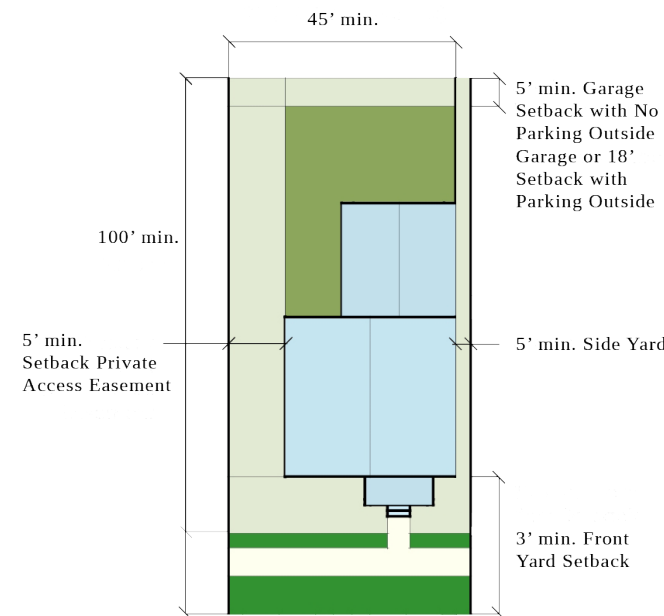 45’ min.
5’ min. Garage
Setback with No
Parking Outside
Garage or 18’
Setback with
Parking Outside
100’ min.
5’ min.
Setback Private
Access Easement
5’ min. Side Yard
3’ min. Front
Yard Setback